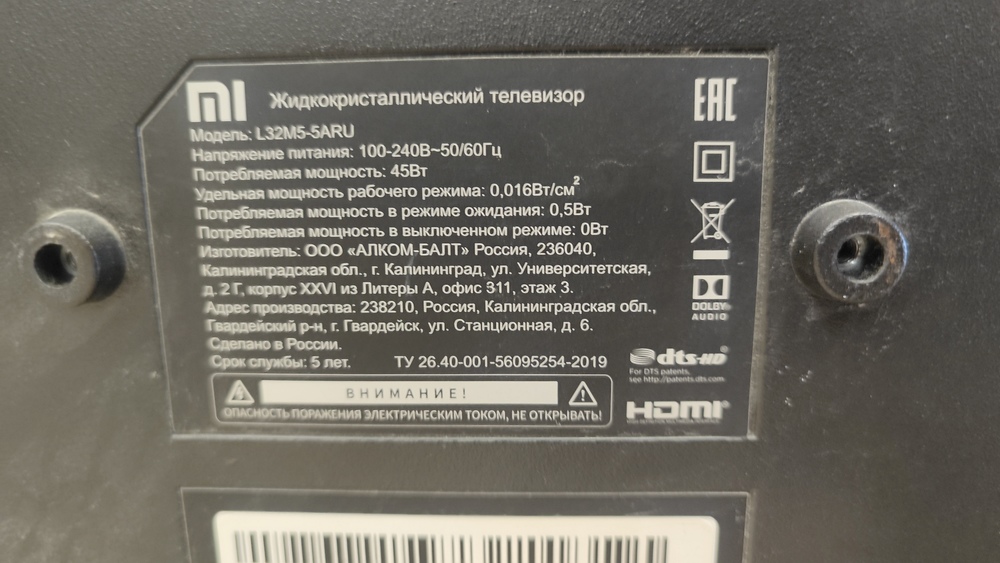 mi Жидкокристаллический телевизор
EAC
Модель: L32M5-5ARU
Напряжение питания: 100-240В~50/60Гц
Потребляемая мощность: 45Вт
Удельная мощность рабочего режима: 0,016Вт/см²
Потребляемая мощность в режиме ожидания: 0,5Вт
Потребляемая мощность в выключенном режиме: 0Вт
Изготовитель: ООО «АЛКОМ-БАЛТ» Россия, 236040,
Калининградская обл., г. Калининград, ул. Университетская,
д. 2 Г, корпус XXVI из Литеры А, офис 311, этаж 3.
Адрес производства: 238210, Россия, Калининградская обл.,
Гвардейский р-н, г. Гвардейск, ул. Станционная, д. 6.
Сделано в России.
Срок службы: 5 лет. ТУ 26.40-001-56095254-2019
DOLBY
AUDIO
dts-HD
For DTS patents,
see http://patents.dts.com
HDMI
ВНИМАНИЕ!
ОПАСНОСТЬ ПОРАЖЕНИЯ ЭЛЕКТРИЧЕСКИМ ТОКОМ, НЕ ОТКРЫВАТЬ!